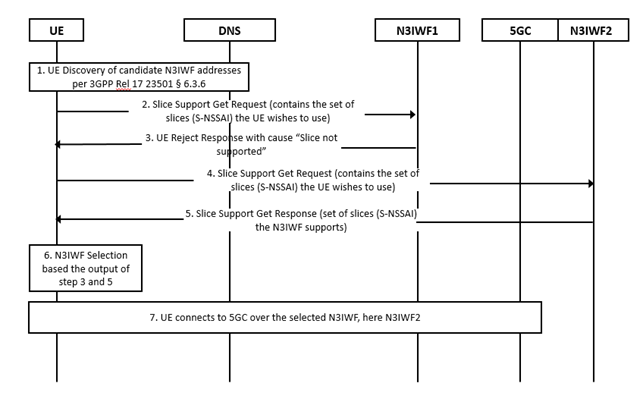 UE
DNS
N3IWF1
5GC
N3IWF2
1. UE Discovery of candidate N3IWF addresses
per 3GPP Rel 17 23501 § 6.3.6
2. Slice Support Get Request (contains the set of
slices (S-NSSAI) the UE wishes to use)
3. UE Reject Response with cause “Slice not
supported”
4. Slice Support Get Request (contains the set of
slices (S-NSSAI) the UE wishes to use)
5. Slice Support Get Response (set of slices (S-NSSAI)
the N3IWF supports)
6. N3IWF Selection
based the output of
step 3 and 5
7. UE connects to 5GC over the selected N3IWF, here N3IWF2